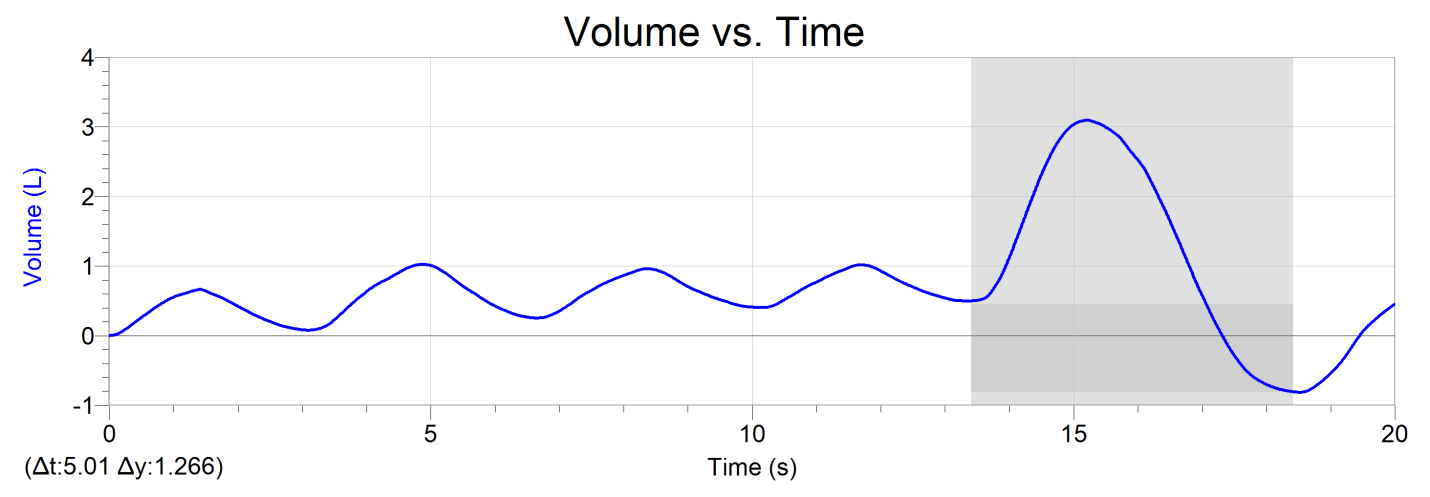 Volume vs. Time
Volume (L)
4
3
2
1
0
-1
0 5 10 15 20
Time (s)
(Δt:5.01 Δy:1.266)